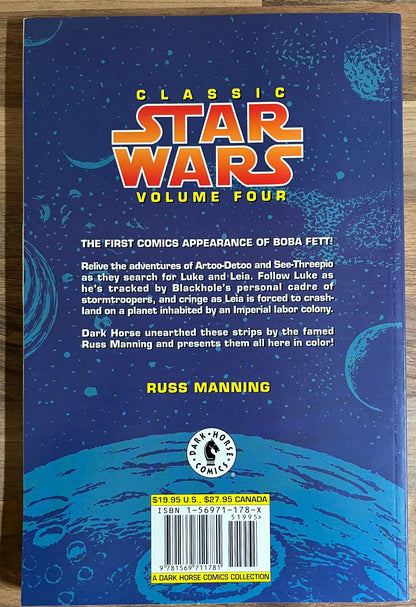 CLASSIC
STAR
WARS
VOLUME FOUR
THE FIRST COMICS APPEARANCE OF BOBA FETT!
Relive the adventures of Artoo-Detoo and See-Threepio
as they search for Luke and Leia. Follow Luke as
he's tracked by Blackhole's personal cadre of
stormtroopers, and cringe as Leia is forced to crash-
land on a planet inhabited by an Imperial labor colony.
Dark Horse unearthed these strips by the famed
Russ Manning and presents them all here in color!
RUSS MANNING
DARK HORSE
COMICS
$19.95 U.S., $27.95 CANADA
ISBN 1-56971-178-X
51995>
9 781569 711781
A DARK HORSE COMICS COLLECTION